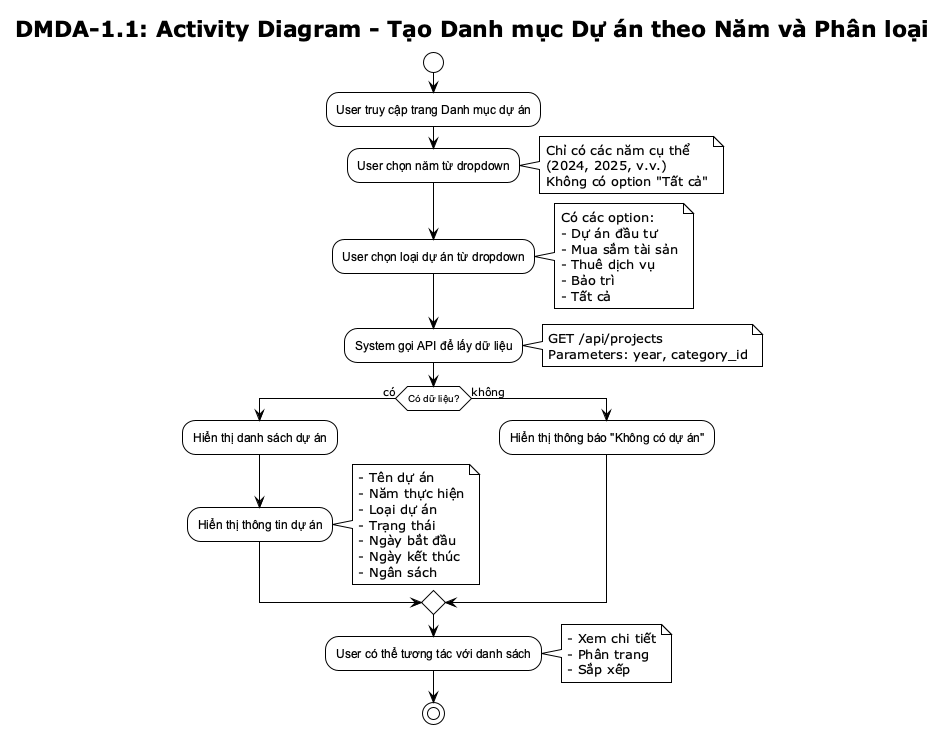 DMDA-1.1: Activity Diagram - Tạo Danh mục Dự án theo Năm và Phân loại
User truy cập trang Danh mục dự án
User chọn năm từ dropdown
Chỉ có các năm cụ thể
(2024, 2025, v.v.)
Không có option "Tất cả"
User chọn loại dự án từ dropdown
Có các option:
- Dự án đầu tư
- Mua sắm tài sản
- Thuê dịch vụ
- Bảo trì
- Tất cả
System gọi API để lấy dữ liệu
GET /api/projects
Parameters: year, category_id
có
Có dữ liệu?
không
Hiển thị danh sách dự án
Hiển thị thông báo "Không có dự án"
Hiển thị thông tin dự án
- Tên dự án
- Năm thực hiện
- Loại dự án
- Trạng thái
- Ngày bắt đầu
- Ngày kết thúc
- Ngân sách
User có thể tương tác với danh sách
- Xem chi tiết
- Phân trang
- Sắp xếp